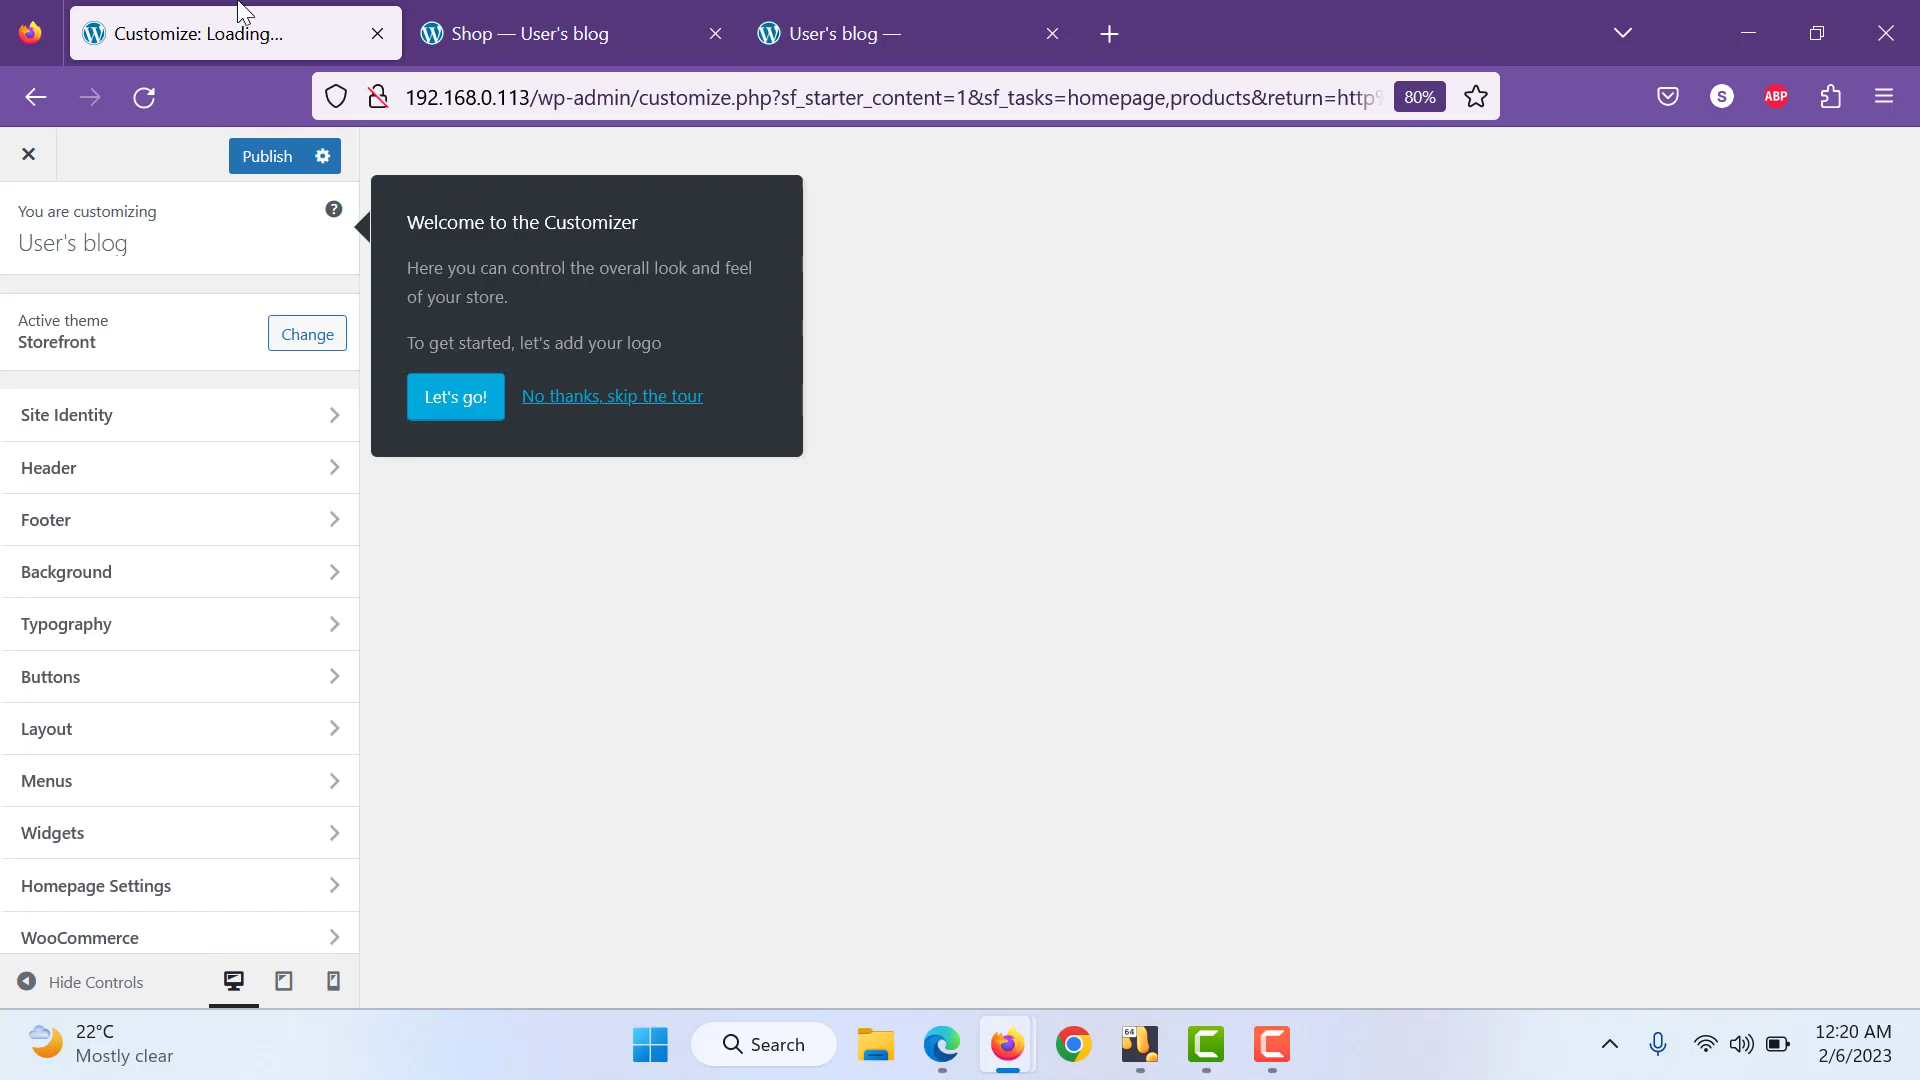 Customize: Loading...
Shop — User's blog
User's blog —
192.168.0.113/wp-admin/customize.php?sf_starter_content=1&sf_tasks=homepage,products&return=http
80%
S
ABP
Publish
You are customizing
User's blog
Active theme
Storefront
Change
Site Identity
Header
Footer
Background
Typography
Buttons
Layout
Menus
Widgets
Homepage Settings
WooCommerce
Hide Controls
Welcome to the Customizer
Here you can control the overall look and feel
of your store.
To get started, let's add your logo
Let's go!
No thanks, skip the tour
22°C
Mostly clear
Search
64
12:20 AM
2/6/2023